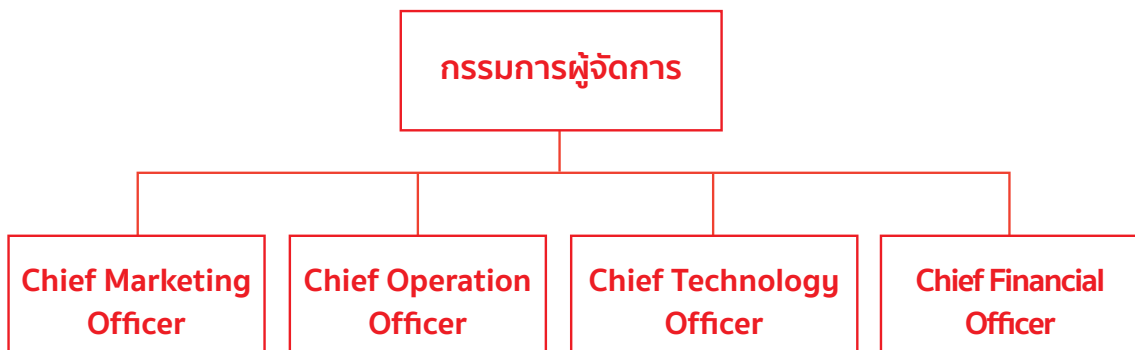 กรรมการผู้จัดการ
Chief Marketing
Officer
Chief Operation
Officer
Chief Technology
Officer
Chief Financial
Officer